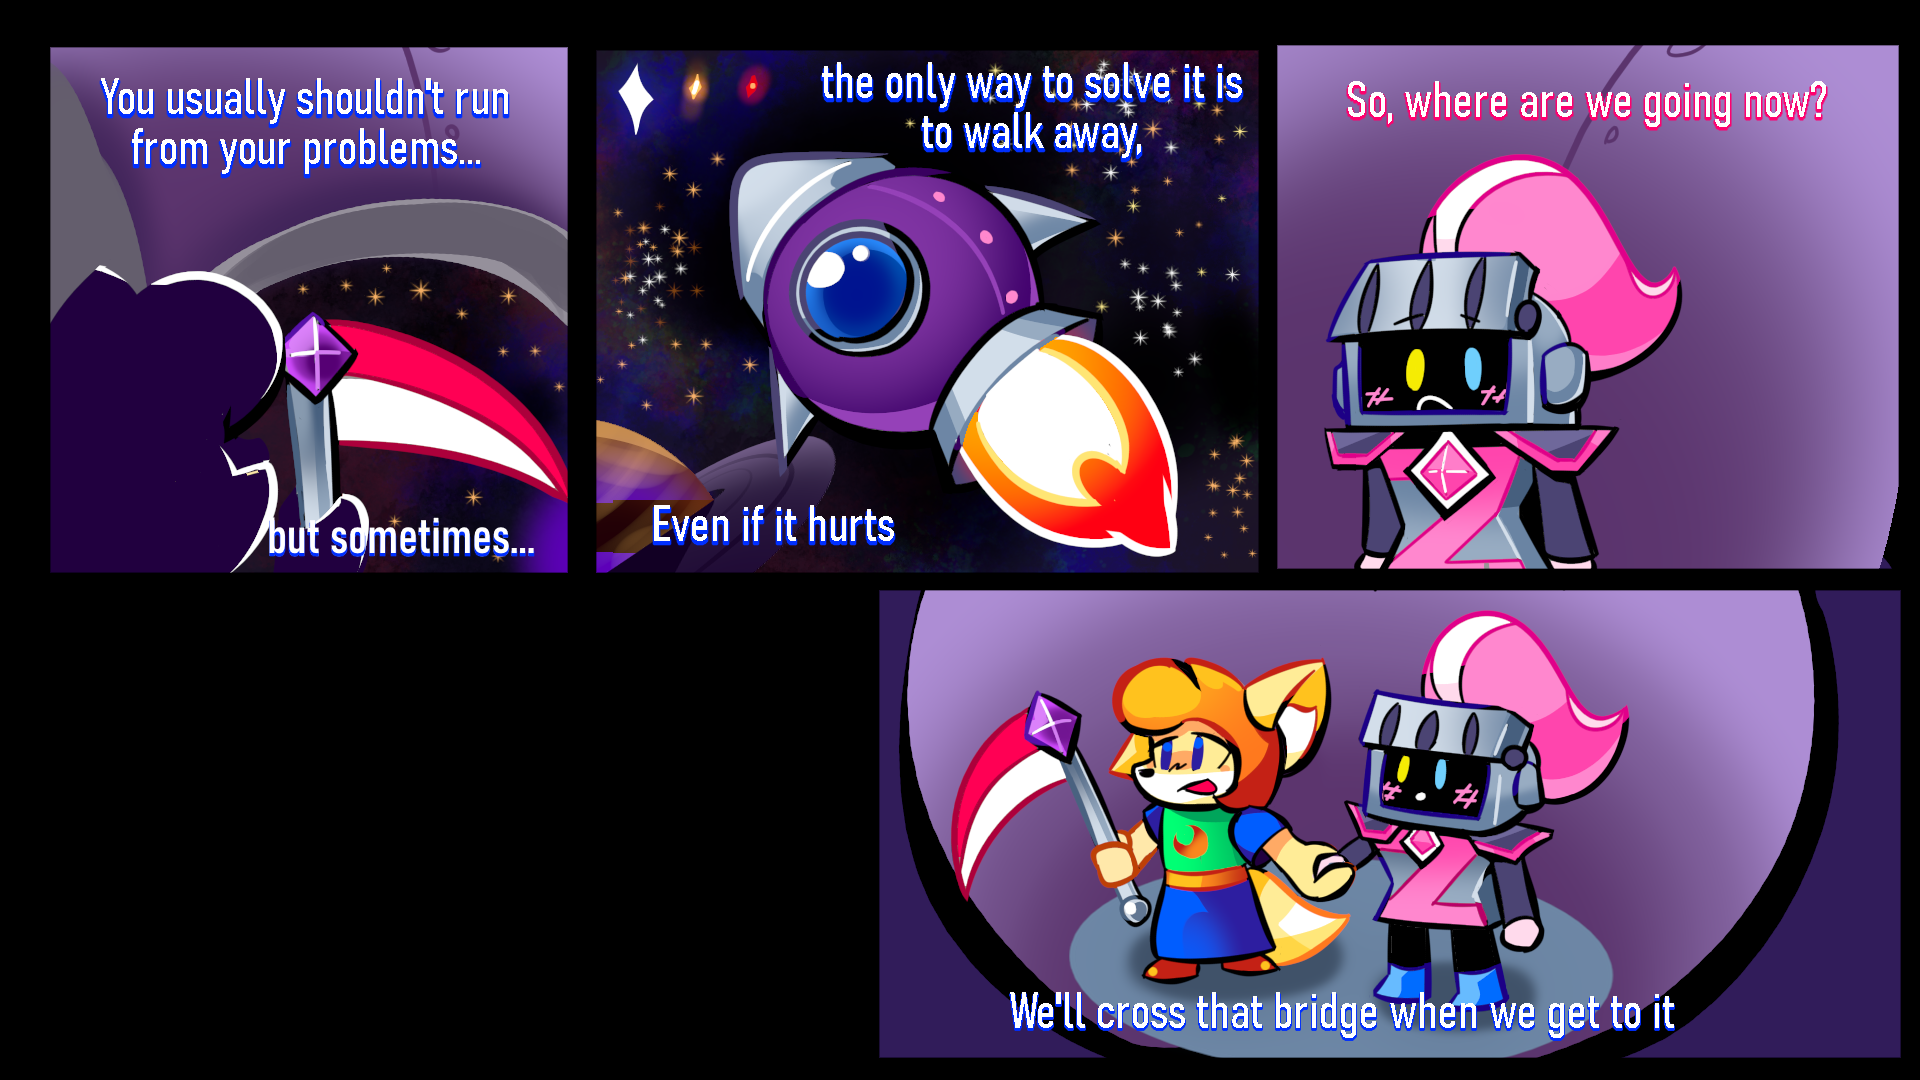 You usually shouldn't run
from your problems...
but sometimes...
the only way to solve it is
to walk away,
Even if it hurts
So, where are we going now?
We'll cross that bridge when we get to it